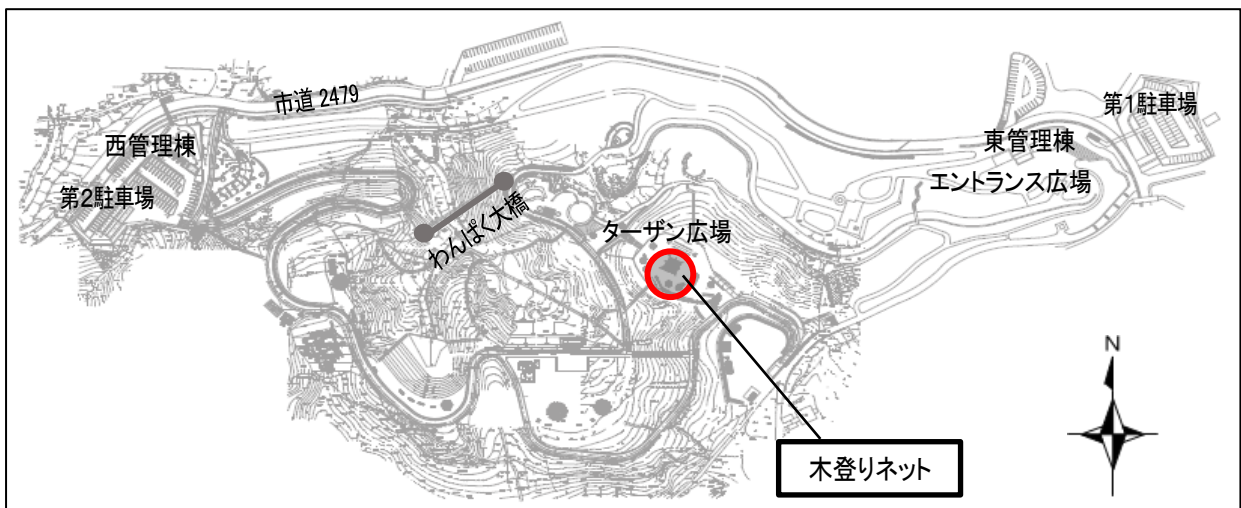 市道 2479
第1駐車場
西管理棟
東管理棟
第2駐車場
エントランス広場
わんぱく大橋
ターザン広場
N
木登りネット